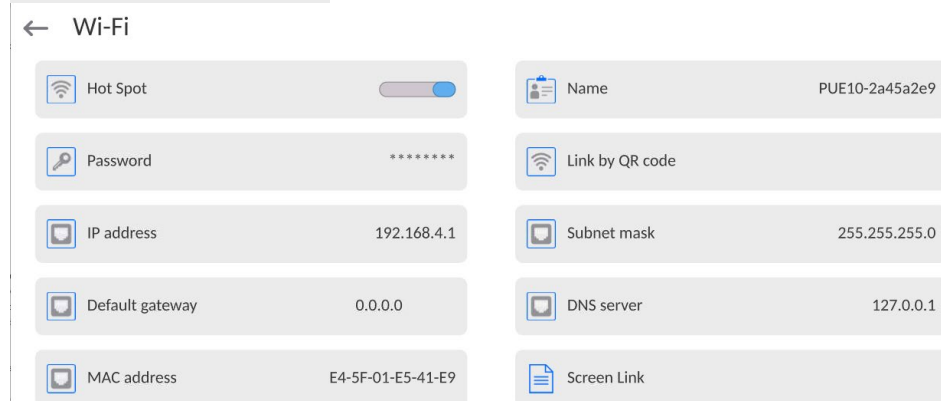 Wi-Fi
Hot Spot
Name PUE10-2a45a2e9
Password ********
Link by QR code
IP address 192.168.4.1
Subnet mask 255.255.255.0
Default gateway 0.0.0.0
DNS server 127.0.0.1
MAC address E4-5F-01-E5-41-E9
Screen Link